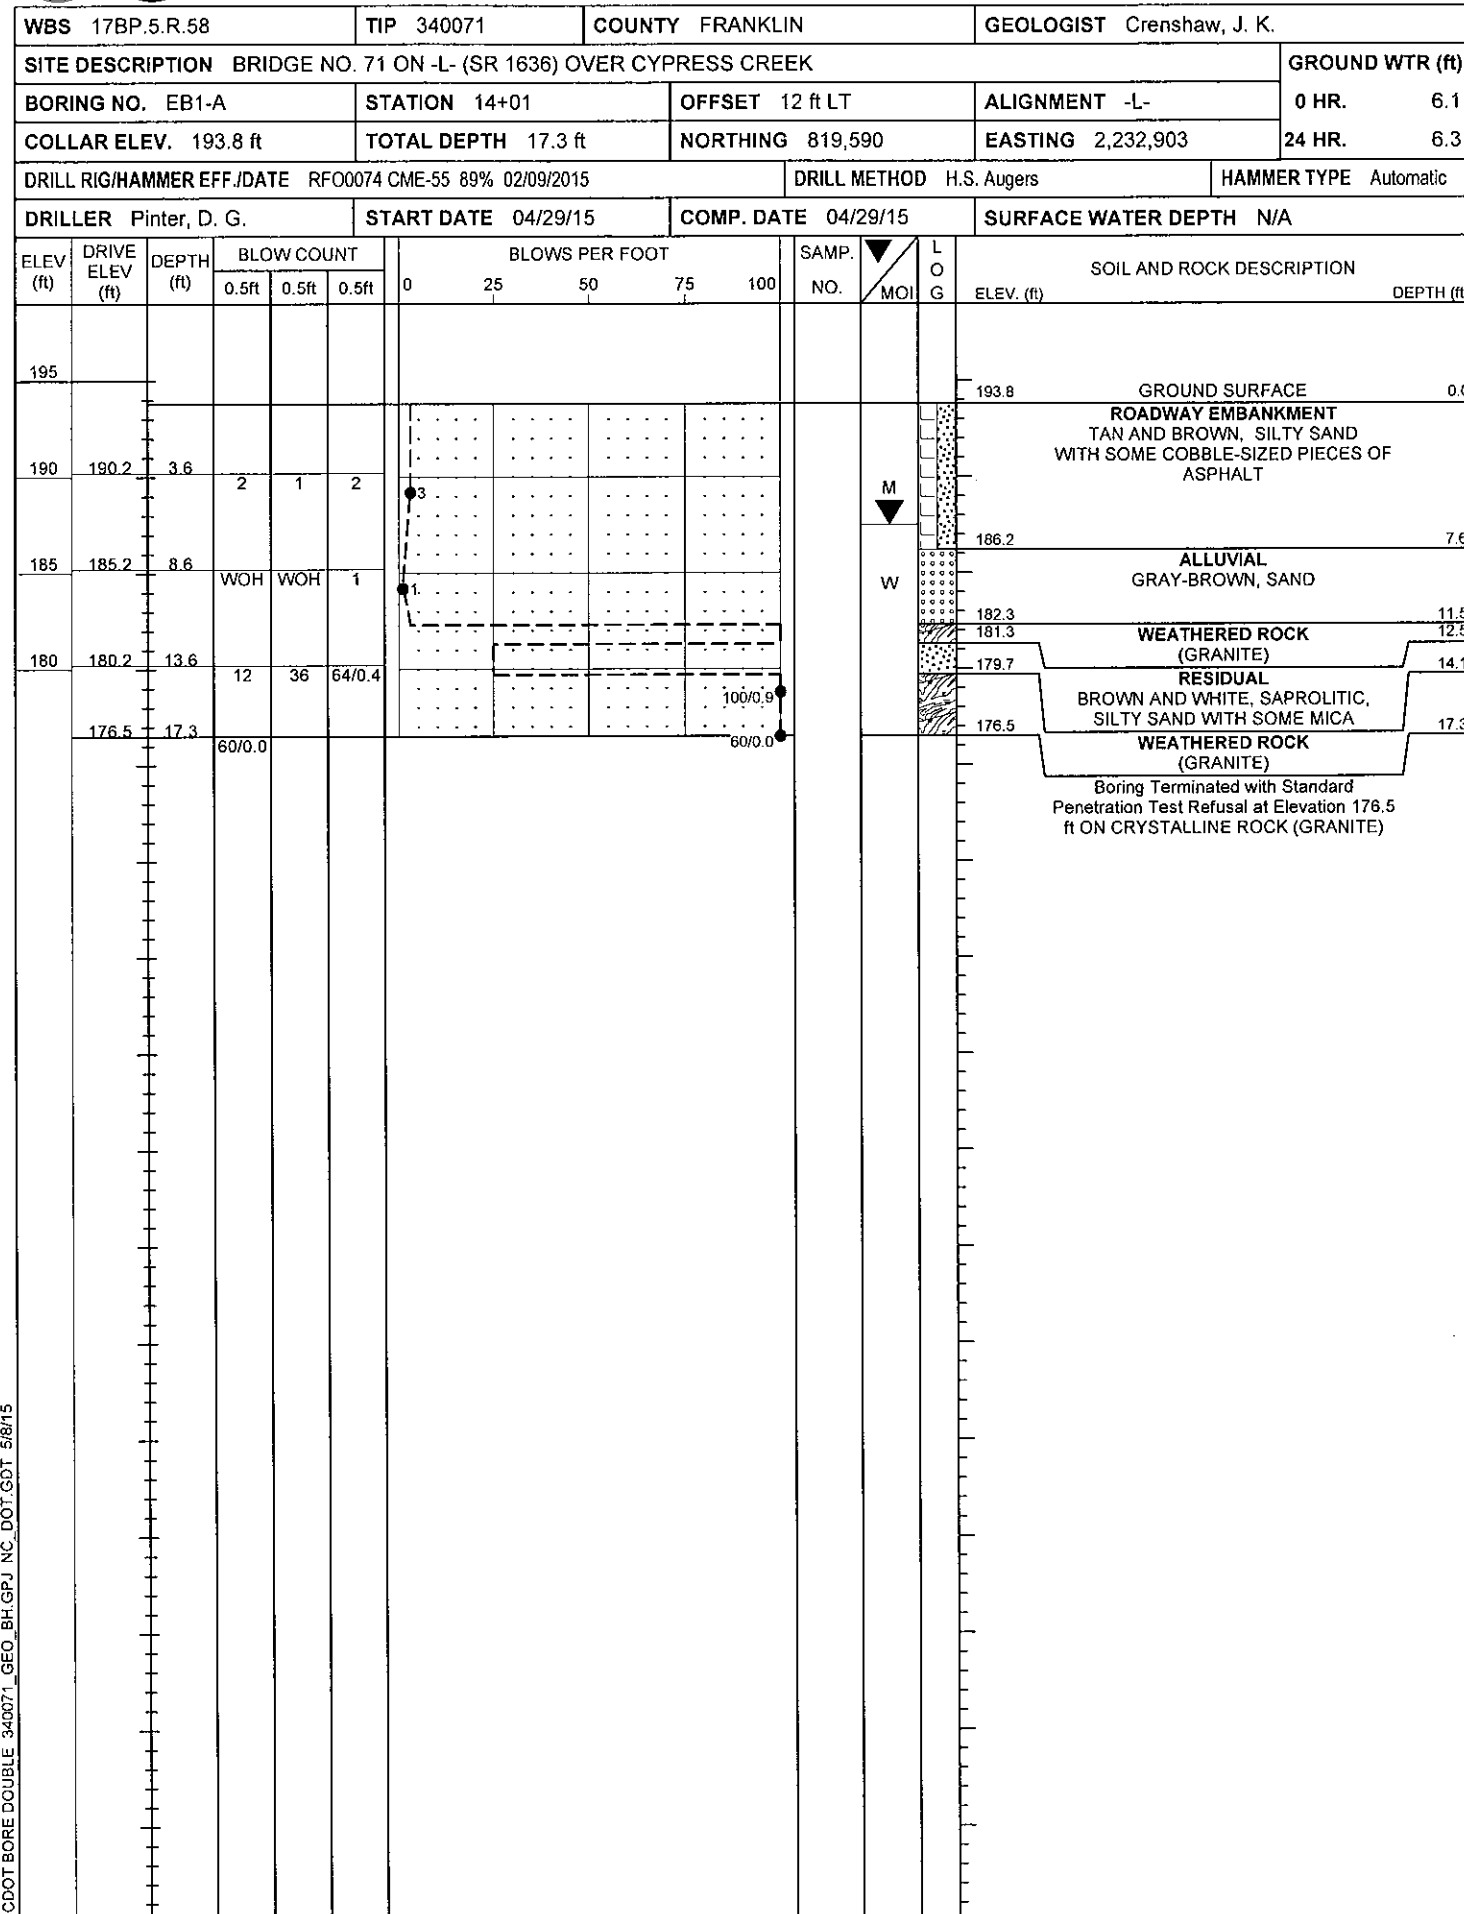 WBS 17BP.5.R.58 TIP 340071 COUNTY FRANKLIN GEOLOGIST Crenshaw, J. K.
SITE DESCRIPTION BRIDGE NO. 71 ON -L- (SR 1636) OVER CYPRESS CREEK GROUND WTR (ft)
BORING NO. EB1-A STATION 14+01 OFFSET 12 ft LT ALIGNMENT -L- 0 HR. 6.1
COLLAR ELEV. 193.8 ft TOTAL DEPTH 17.3 ft NORTHING 819,590 EASTING 2,232,903 24 HR. 6.3
DRILL RIG/HAMMER EFF./DATE RFO0074 CME-55 89% 02/09/2015 DRILL METHOD H.S. Augers HAMMER TYPE Automatic
DRILLER Pinter, D. G. START DATE 04/29/15 COMP. DATE 04/29/15 SURFACE WATER DEPTH N/A
ELEV (ft) DRIVE ELEV (ft) DEPTH (ft) BLOW COUNT 0.5ft 0.5ft 0.5ft BLOWS PER FOOT 0 25 50 75 100 SAMP. NO. MOI LOG SOIL AND ROCK DESCRIPTION ELEV. (ft) DEPTH (ft
195
193.8 GROUND SURFACE 0.0
ROADWAY EMBANKMENT
TAN AND BROWN, SILTY SAND
WITH SOME COBBLE-SIZED PIECES OF
ASPHALT
190 190.2 3.6
2 1 2 3 M
186.2 7.6
185 185.2 8.6
WOH WOH 1 1 W
ALLUVIAL
GRAY-BROWN, SAND
182.3 11.5
181.3 WEATHERED ROCK 12.5
(GRANITE)
180 180.2 13.6
179.7 14.1
12 36 64/0.4 100/0.9
RESIDUAL
BROWN AND WHITE, SAPROLITIC,
SILTY SAND WITH SOME MICA
176.5 17.3 176.5 17.3
60/0.0 60/0.0
WEATHERED ROCK
(GRANITE)
Boring Terminated with Standard
Penetration Test Refusal at Elevation 176.5
ft ON CRYSTALLINE ROCK (GRANITE)
CDOT BORE DOUBLE 340071_GEO_BH.GPJ NC_DOT.GDT 5/8/15